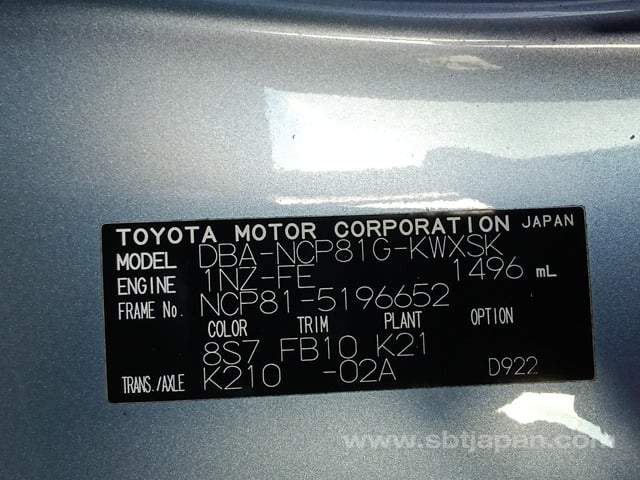 TOYOTA MOTOR CORPORATION JAPAN
MODEL DBA-NCP81G-KWXSK
ENGINE 1NZ-FE 1496 mL
FRAME No. NCP81-5196652
COLOR TRIM PLANT OPTION
8S7 FB10 K21
TRANS./AXLE K210 -02A D922
www.sbtjapan.com